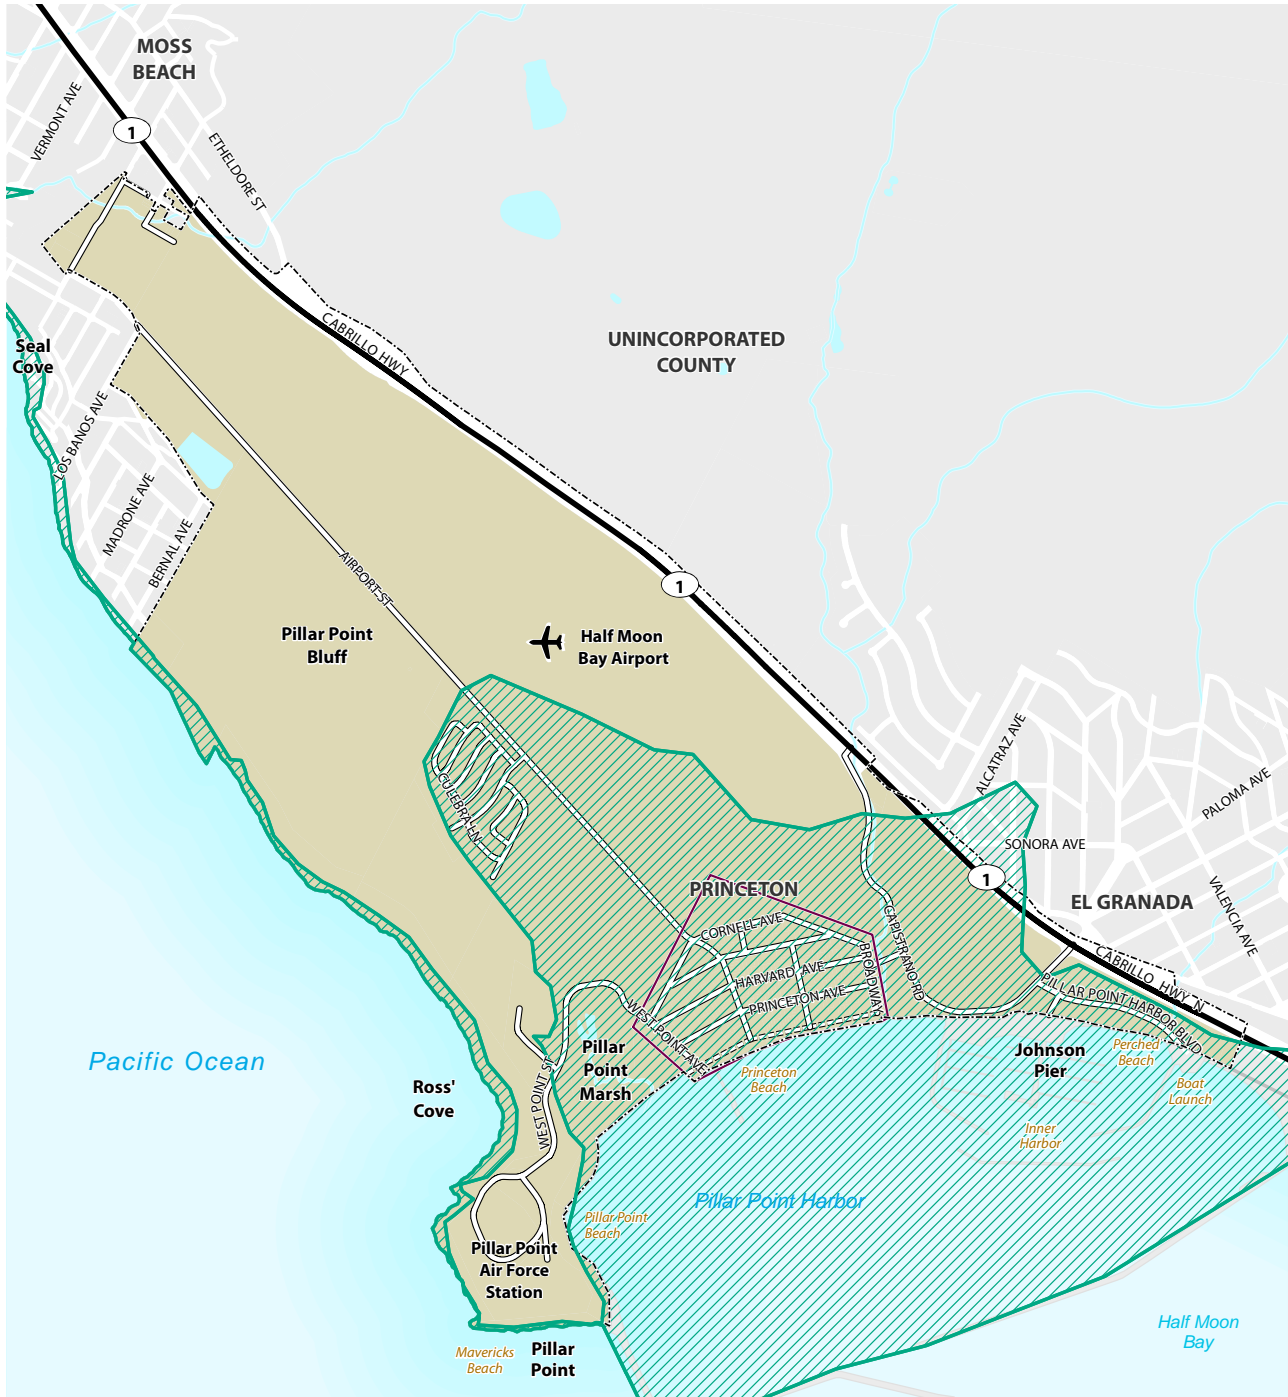 MOSS
BEACH
VERMONT AVE
1
ETHELDORE ST
Seal
Cove
CABRILLO HWY
UNINCORPORATED
COUNTY
LOS BANOS AVE
MADRONE AVE
BERNAL AVE
AIRPORT ST
1
Pillar Point
Bluff
Half Moon
Bay Airport
ALCATRAZ AVE
PALOMA AVE
CULEBRA LN
SONORA AVE
1
PRINCETON
EL GRANADA
VALENCIA AVE
CORNELL AVE
CAPISTRANO RD
BROADWAY
HARVARD AVE
PRINCETON AVE
CABRILLO HWY N
PILLAR POINT HARBOR BLVD
WEST POINT AVE
Pacific Ocean
Ross'
Cove
WEST POINT ST
Pillar
Point
Marsh
Princeton
Beach
Johnson
Pier
Perched
Beach
Boat
Launch
Inner
Harbor
Pillar Point Harbor
Pillar Point
Beach
Pillar Point
Air Force
Station
Mavericks
Beach
Pillar
Point
Half Moon
Bay